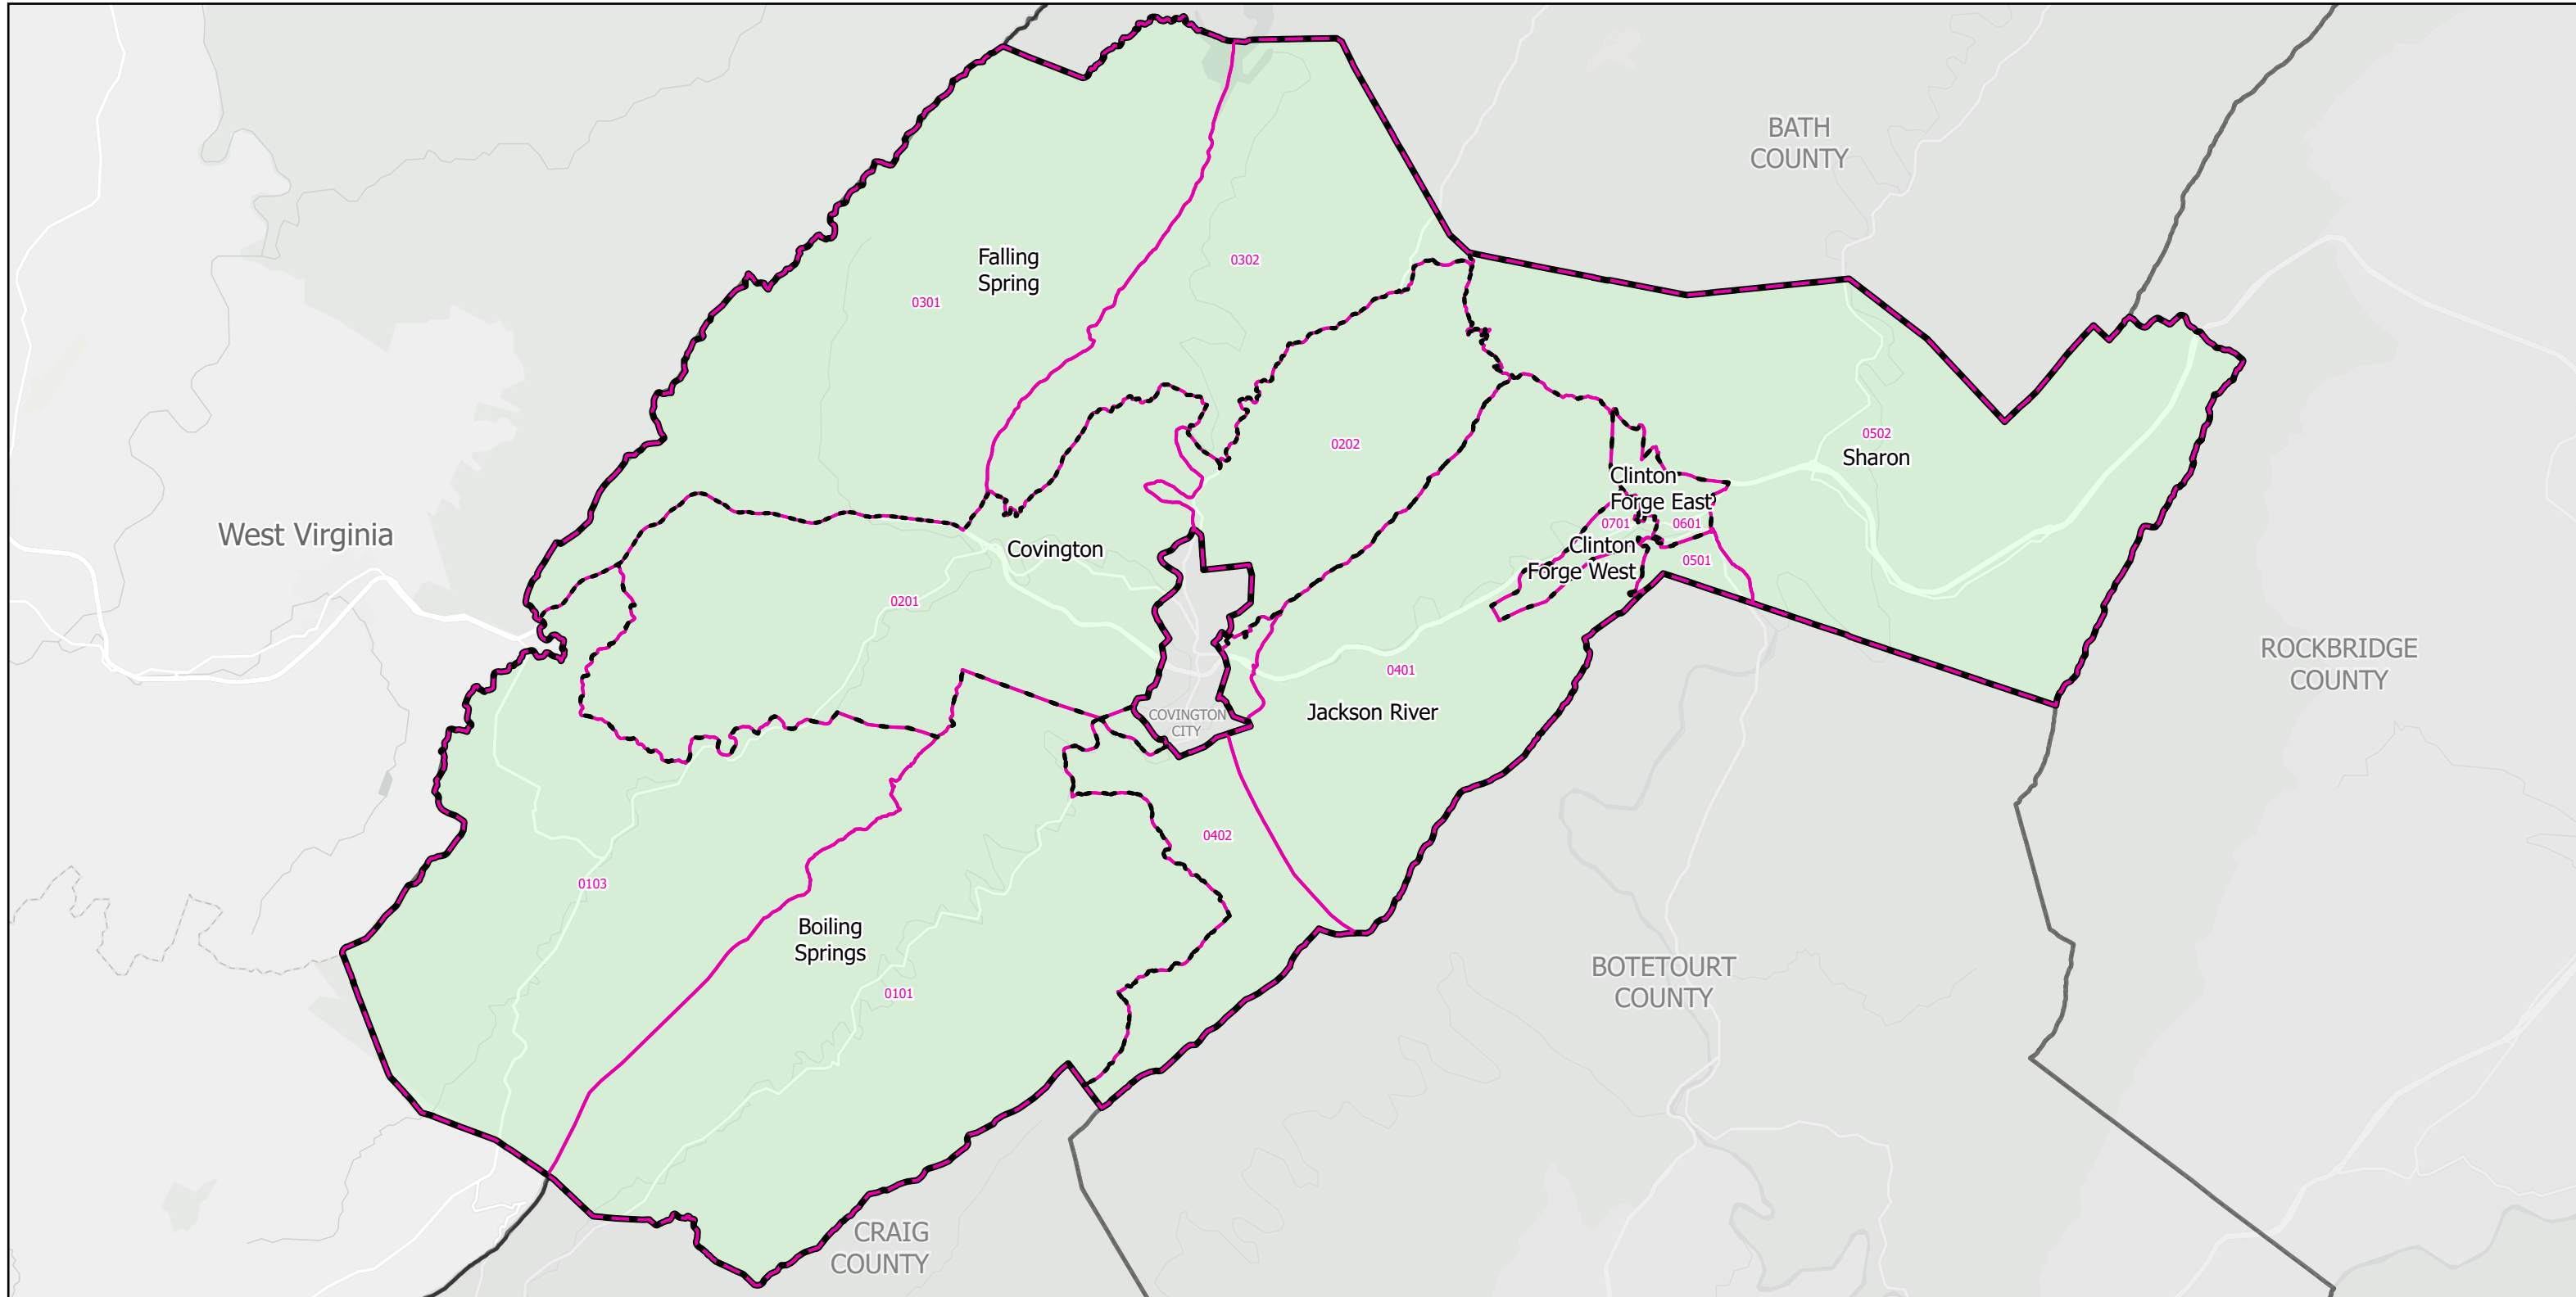 BATH
COUNTY
Falling
Spring
0302
0301
0502
Sharon
0202
Clinton
Forge East
0701
0601
West Virginia
Covington
Clinton
Forge West
0501
0201
ROCKBRIDGE
COUNTY
0401
Jackson River
COVINGTON
CITY
0402
0103
Boiling
Springs
0101
BOTETOURT
COUNTY
CRAIG
COUNTY